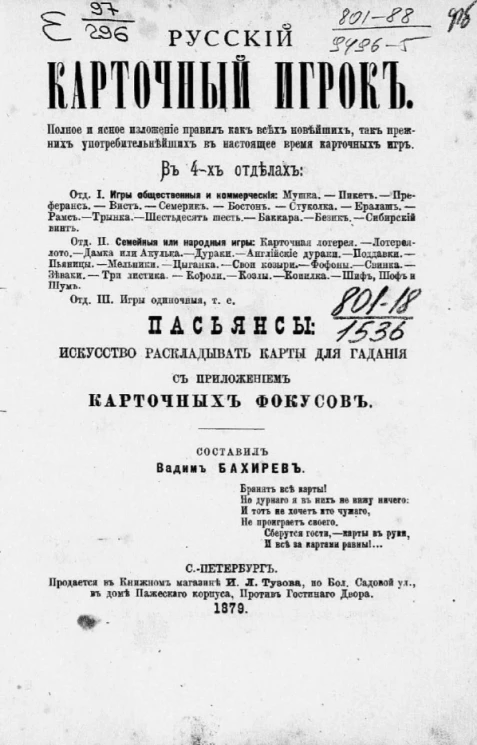 Є 97
296
801-88
9496-5
РУССКІЙ
КАРТОЧНЫЙ ИГРОКЪ.
Полное и ясное изложеніе правилъ какъ всѣхъ новѣйшихъ, такъ преж-
нихъ употребительнѣйшихъ въ настоящее время карточныхъ игръ.
Въ 4-хъ отдѣлахъ:
Отд. I. Игры общественныя и коммерческія: Мушка. — Пикетъ. — Пре-
ферансъ. — Вистъ. — Семерик. — Бостонъ. — Стуколка. — Ералашъ. —
Рамсъ. — Трынка. — Шестьдесятъ шесть. — Баккара. — Безик. — Сибирскій
винтъ.
Отд. II. Семейныя или народныя игры: Карточная лотерея. — Лотерея-
лото. — Дамка или Акулька. — Дураки. — Англійскіе дураки. — Поддавки. —
Пьяницы. — Мельники. — Цыганка. — Свои козыри. — Фофоны. — Свинка. —
Зѣваки. — Три листика. — Короли. — Козлы. — Копилка. — Шифъ, Шофъ и
Шумъ.
Отд. III. Игры одиночныя, т. е.
801-18
1536
ПАСЬЯНСЫ:
ИСКУССТВО РАСКЛАДЫВАТЬ КАРТЫ ДЛЯ ГАДАНІЯ
СЪ ПРИЛОЖЕНІЕМЪ
КАРТОЧНЫХЪ ФОКУСОВЪ.
СОСТАВИЛЪ
Вадимъ БАХИРЕВЪ.
Бранятъ всѣ карты!
Но дурнаго я въ нихъ не вижу ничего:
И тотъ не хочетъ кто чужаго,
Не проиграетъ своего.
Сберутся гости, — карты въ руки,
И всѣ за картами равны!...
С.-ПЕТЕРБУРГЪ.
Продается въ Книжномъ магазинѣ И. Л. Тузова, по Бол. Садовой ул.,
въ домѣ Пажескаго корпуса, Противъ Гостинаго Двора.
1879.